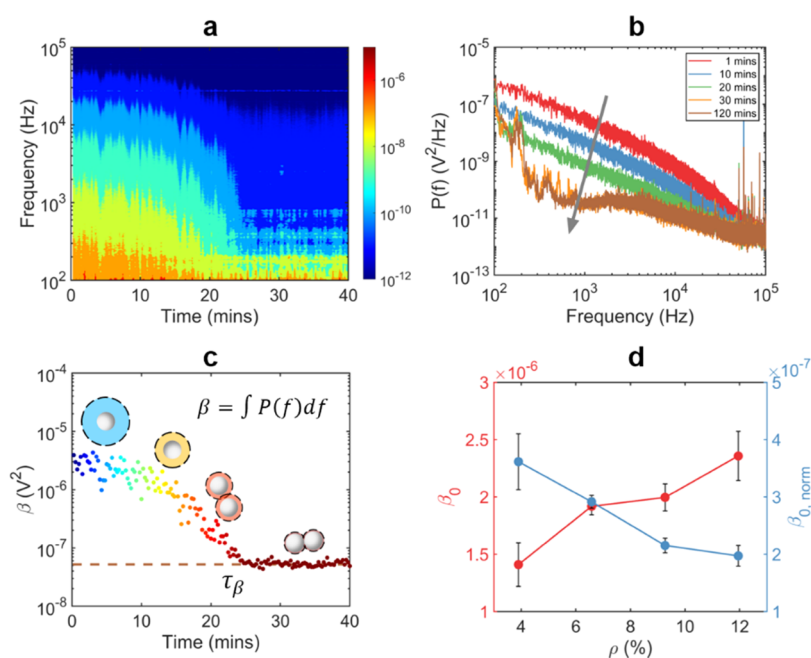 a
10^5
10^4
10^3
10^2
Frequency (Hz)
0
10
20
30
40
Time (mins)
10^-6
10^-8
10^-10
10^-12
b
10^-5
10^-7
10^-9
10^-11
10^-13
P(f) (V^2/Hz)
1 mins
10 mins
20 mins
30 mins
120 mins
10^2
10^3
10^4
10^5
Frequency (Hz)
c
10^-4
10^-5
10^-6
10^-7
10^-8
β (V^2)
β = ∫ P(f)df
τ_β
0
10
20
30
40
Time (mins)
d
×10^-6
3
2.5
2
1.5
1
β_0
×10^-7
5
4
3
2
1
β_0, norm
4
6
8
10
12
ρ (%)